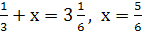 1/3 + x = 3 1/6, x = 5/6